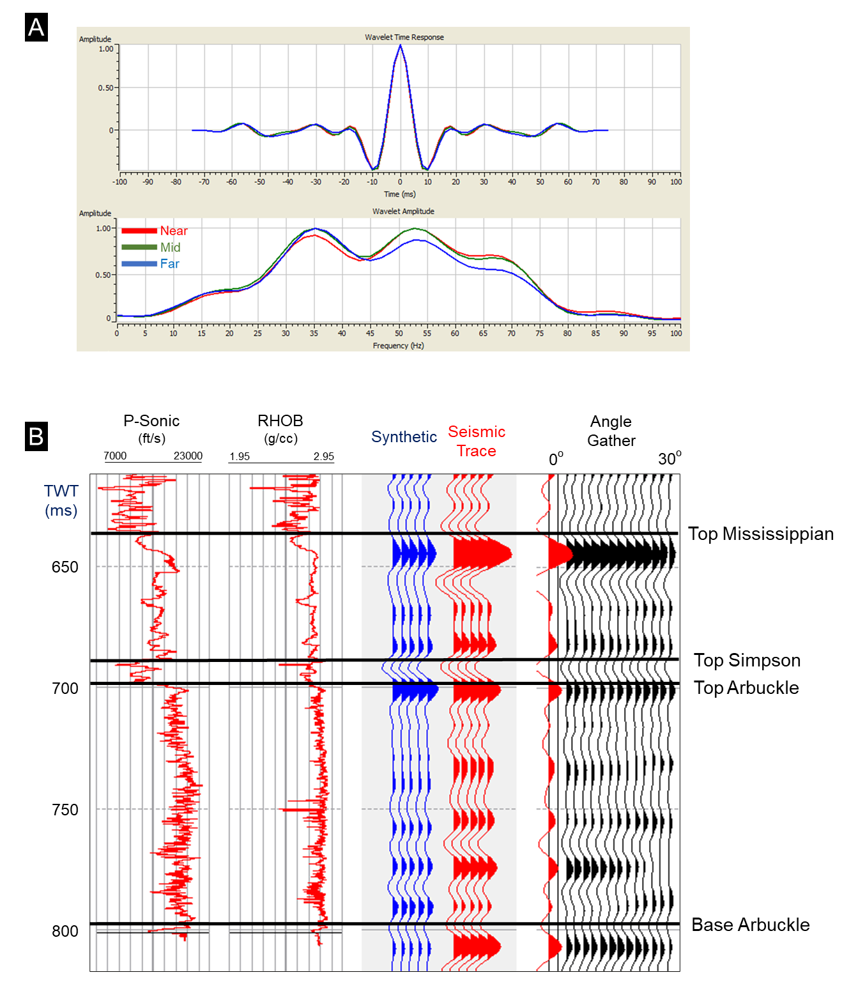 A
Wavelet Time Response
Amplitude
1.00
0.50
0
-100 -90 -80 -70 -60 -50 -40 -30 -20 -10 0 10 20 30 40 50 60 70 80 90 100
Time (ms)
Wavelet Amplitude
Amplitude
1.00
0.50
0
Near
Mid
Far
0 5 10 15 20 25 30 35 40 45 50 55 60 65 70 75 80 85 90 95 100
Frequency (Hz)
B
P-Sonic
(ft/s)
7000 23000
RHOB
(g/cc)
1.95 2.95
Synthetic
Seismic
Trace
Angle
Gather
0º 30º
TWT
(ms)
650
700
750
800
Top Mississippian
Top Simpson
Top Arbuckle
Base Arbuckle